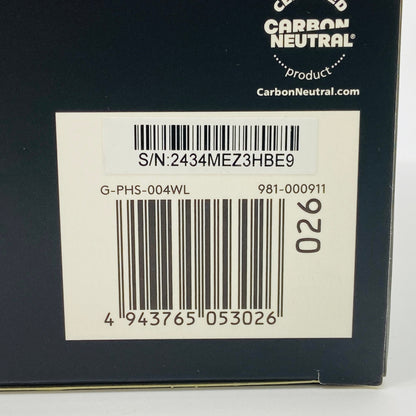 CARBON
NEUTRAL®
product
CarbonNeutral.com
S/N:2434MEZ3HBE9
G-PHS-004WL 981-000911
026
4 943765 053026